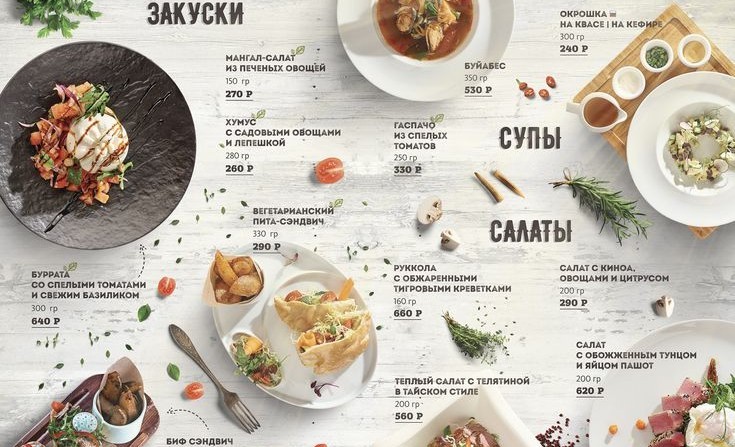 ЗАКУСКИ
МАНГАЛ-САЛАТ
ИЗ ПЕЧЕНЫХ ОВОЩЕЙ
150 гр
270 Р
ХУМУС
С САДОВЫМИ ОВОЩАМИ
И ЛЕПЕШКОЙ
280 гр
260 Р
ВЕГЕТАРИАНСКИЙ
ПИТА-СЭНДВИЧ
330 гр
290 Р
БУРРАТА
СО СПЕЛЫМИ ТОМАТАМИ
И СВЕЖИМ БАЗИЛИКОМ
300 гр
640 Р
БИФ СЭНДВИЧ
БУЙАБЕС
350 гр
530 Р
ОКРОШКА
НА КВАСЕ | НА КЕФИРЕ
300 гр
240 Р
ГАСПАЧО
ИЗ СПЕЛЫХ
ТОМАТОВ
250 гр
330 Р
СУПЫ
САЛАТЫ
РУККОЛА
С ОБЖАРЕННЫМИ
ТИГРОВЫМИ КРЕВЕТКАМИ
160 гр
660 Р
САЛАТ С КИНОА,
ОВОЩАМИ И ЦИТРУСОМ
200 гр
290 Р
ТЕПЛЫЙ САЛАТ С ТЕЛЯТИНОЙ
В ТАЙСКОМ СТИЛЕ
200 гр
560 Р
САЛАТ
С ОБОЖЖЕННЫМ ТУНЦОМ
И ЯЙЦОМ ПАШОТ
200 гр
620 Р